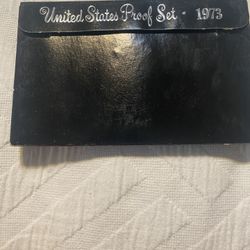 United States Proof Set - 1973